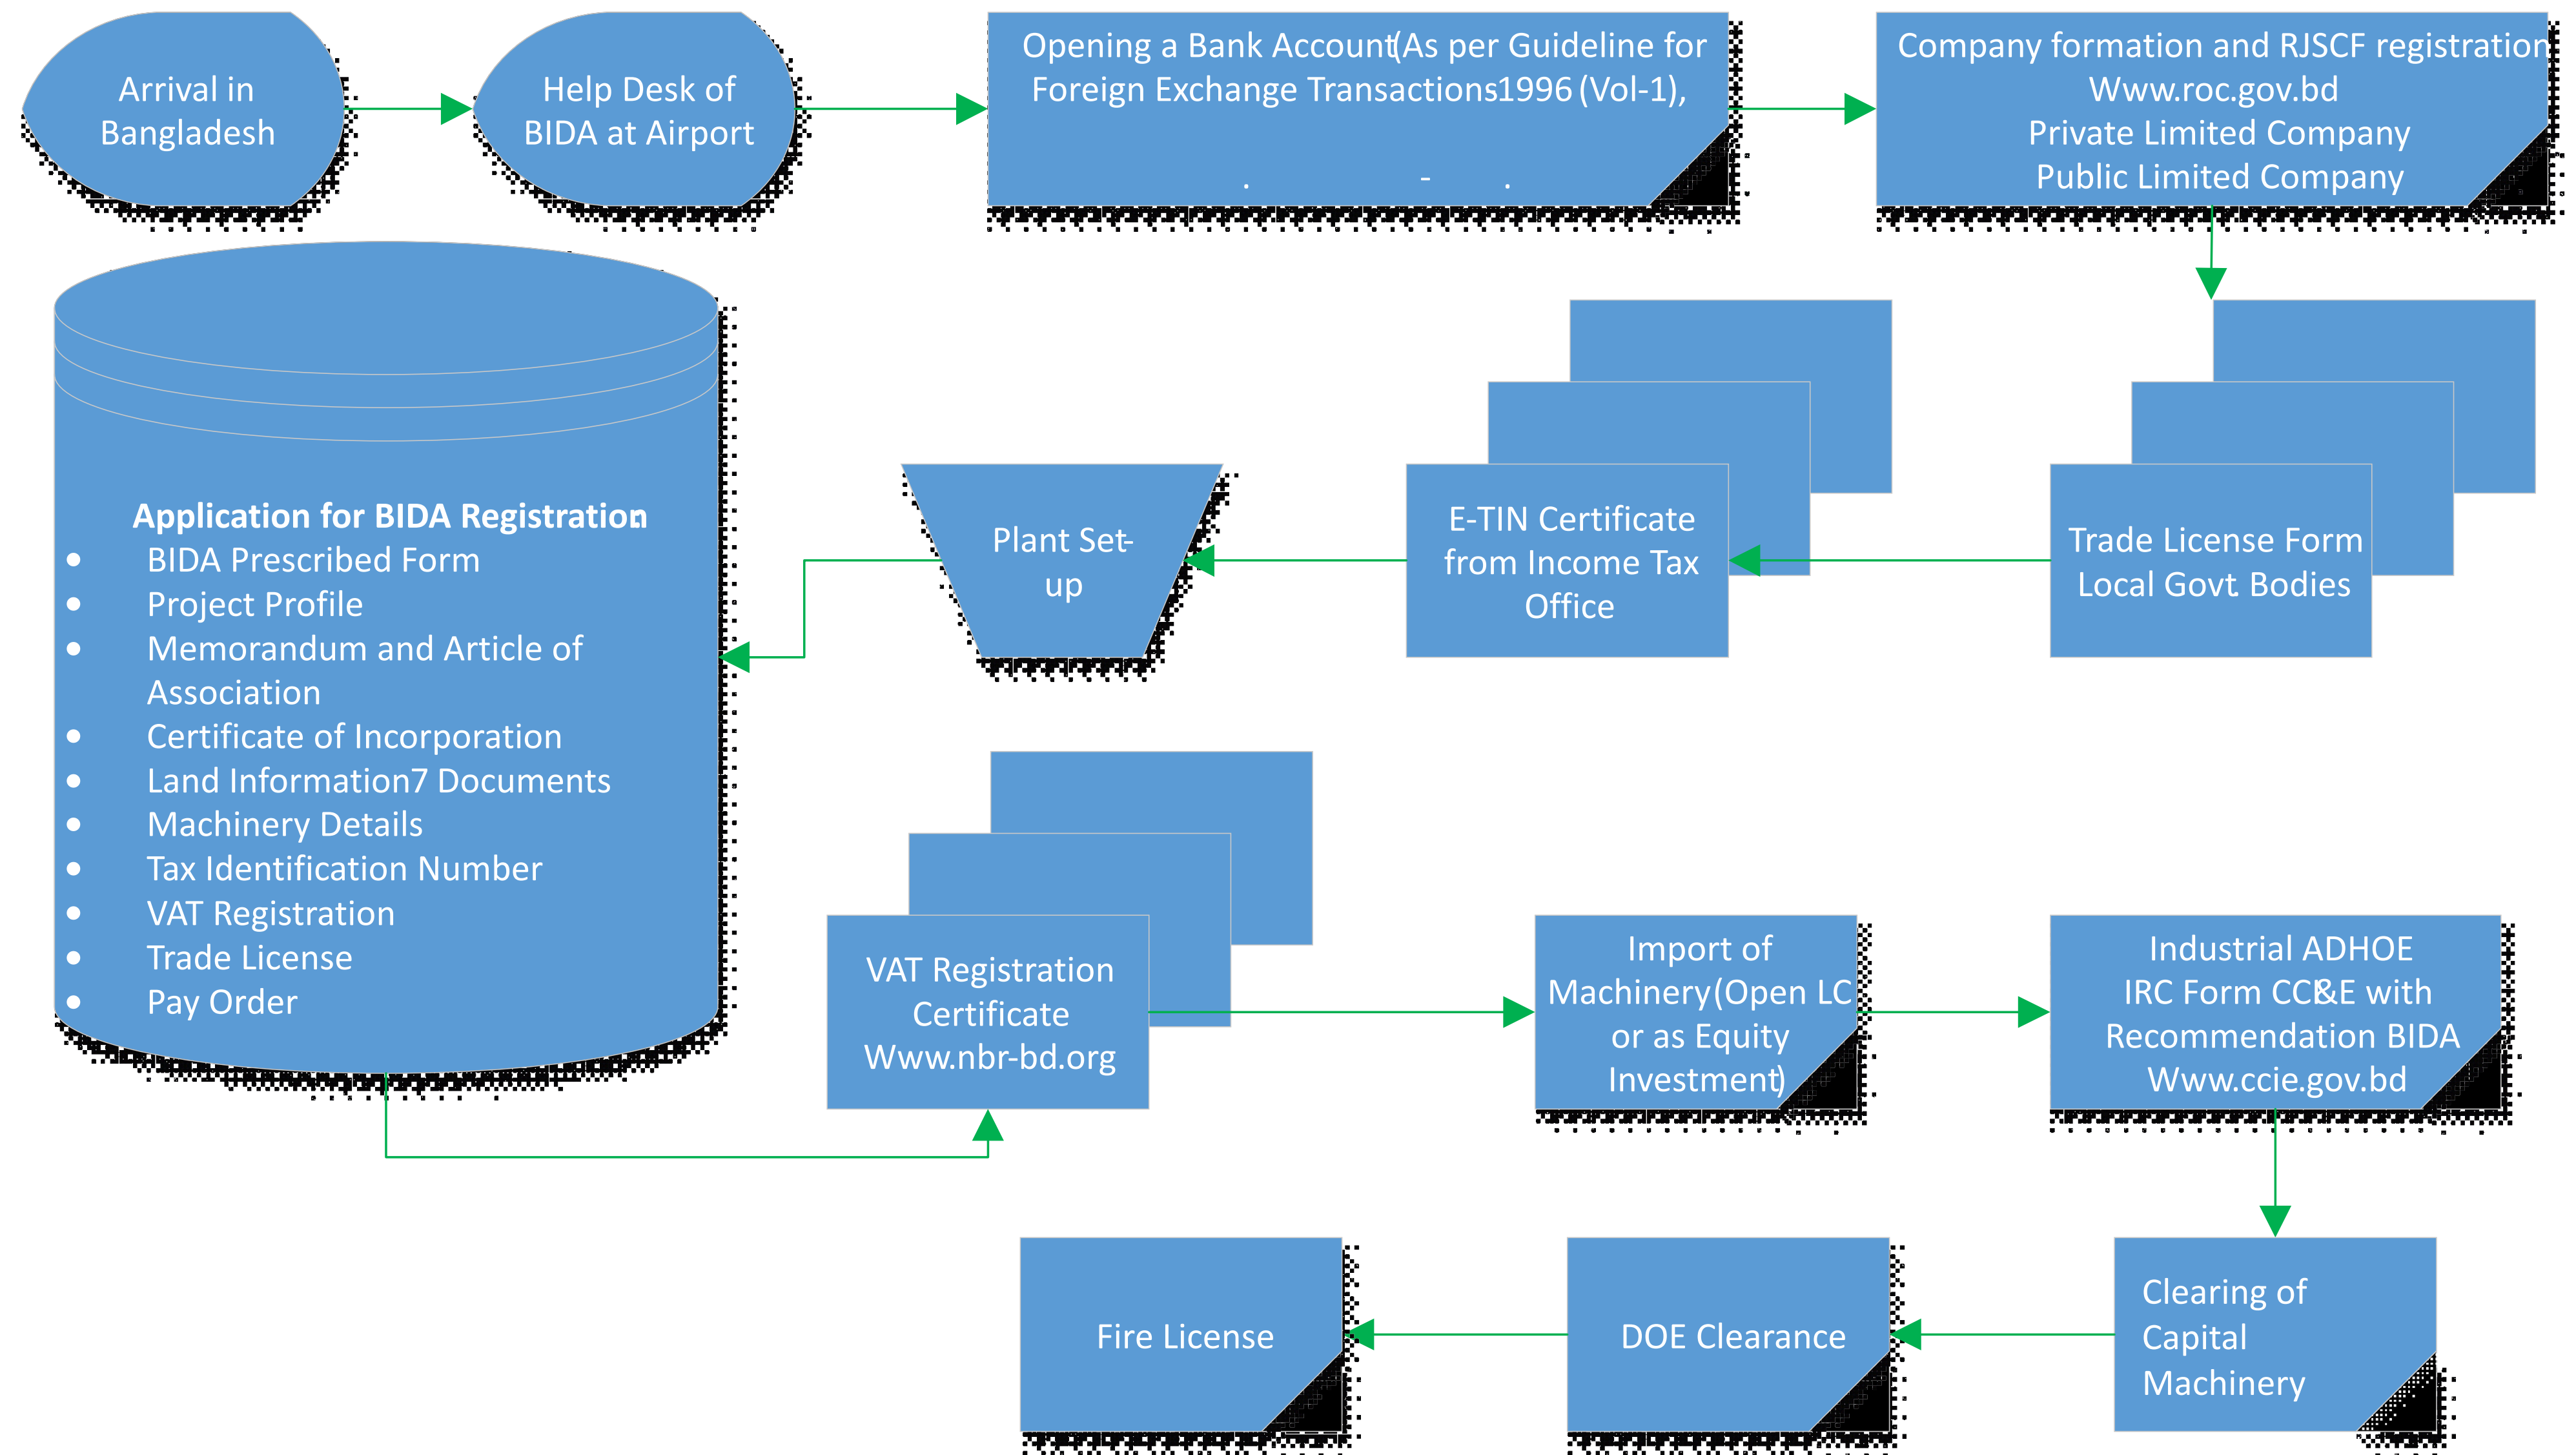 Arrival in
Bangladesh
Help Desk of
BIDA at Airport
Opening a Bank Account(As per Guideline for
Foreign Exchange Transactions-1996 (Vol-1),
. - .
Company formation and RJSCF registration
Www.roc.gov.bd
Private Limited Company
Public Limited Company
Trade License Form
Local Govt. Bodies
E-TIN Certificate
from Income Tax
Office
Plant Set-
up
Application for BIDA Registration:
• BIDA Prescribed Form
• Project Profile
• Memorandum and Article of
Association
• Certificate of Incorporation
• Land Information7 Documents
• Machinery Details
• Tax Identification Number
• VAT Registration
• Trade License
• Pay Order
VAT Registration
Certificate
Www.nbr-bd.org
Import of
Machinery(Open LC
or as Equity
Investment)
Industrial ADHOE
IRC Form CCI&E with
Recommendation BIDA
Www.ccie.gov.bd
Clearing of
Capital
Machinery
DOE Clearance
Fire License